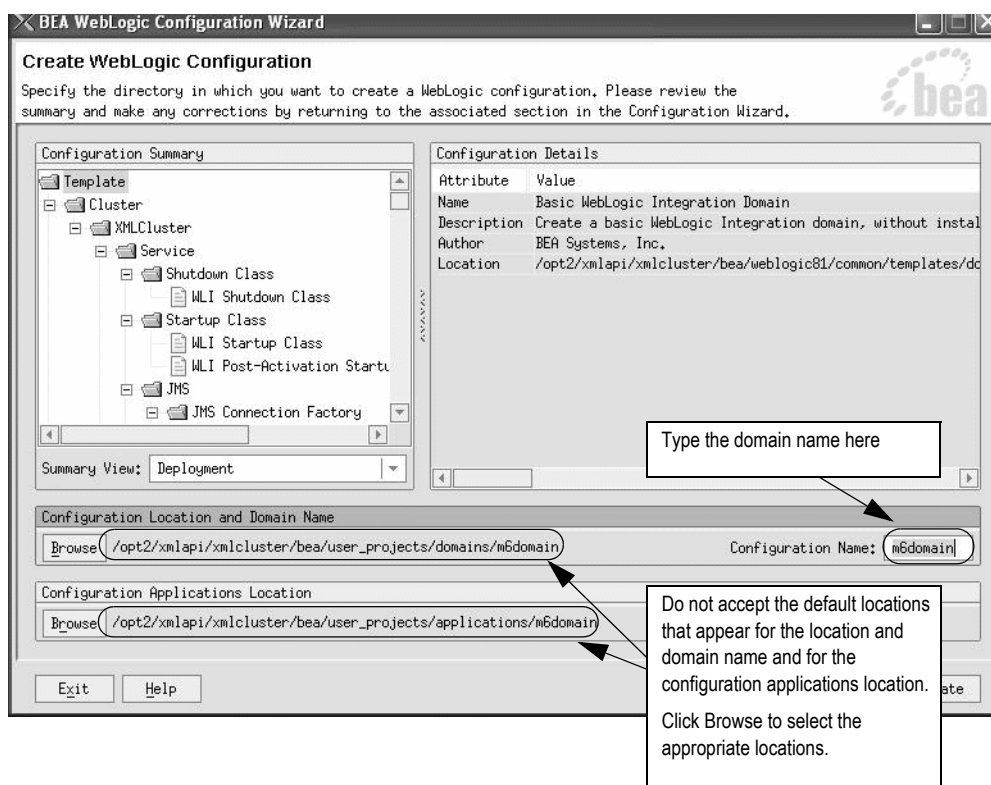 BEA WebLogic Configuration Wizard
Create WebLogic Configuration
Specify the directory in which you want to create a WebLogic configuration. Please review the
summary and make any corrections by returning to the associated section in the Configuration Wizard.
bea
Configuration Summary
Template
Cluster
XMLCluster
Service
Shutdown Class
WLI Shutdown Class
Startup Class
WLI Startup Class
WLI Post-Activation Startu
JMS
JMS Connection Factory
Summary View: Deployment
Configuration Details
Attribute Value
Name Basic WebLogic Integration Domain
Description Create a basic WebLogic Integration domain, without instal
Author BEA Systems, Inc.
Location /opt2/xmlapi/xmlcluster/bea/weblogic81/common/templates/do
Type the domain name here
Configuration Location and Domain Name
Browse /opt2/xmlapi/xmlcluster/bea/user_projects/domains/m6domain Configuration Name: m6domain
Configuration Applications Location
Browse /opt2/xmlapi/xmlcluster/bea/user_projects/applications/m6domain
Do not accept the default locations
that appear for the location and
domain name and for the
configuration applications location.
Click Browse to select the
appropriate locations.
Exit Help ate